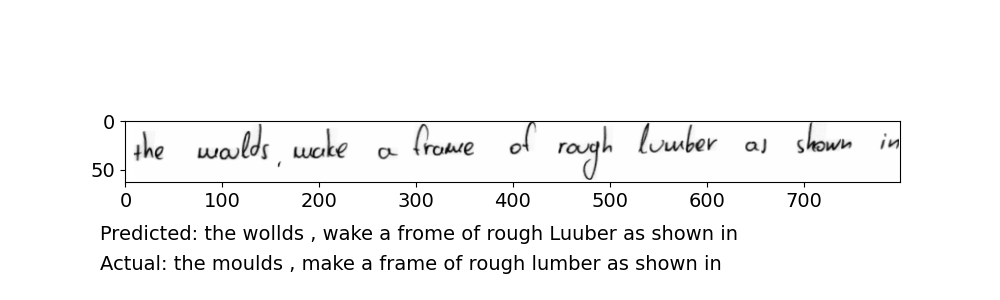 0
50
the moulds, make a frame of rough lumber as shown in
0 100 200 300 400 500 600 700
Predicted: the wollds , wake a frome of rough Luuber as shown in
Actual: the moulds , make a frame of rough lumber as shown in